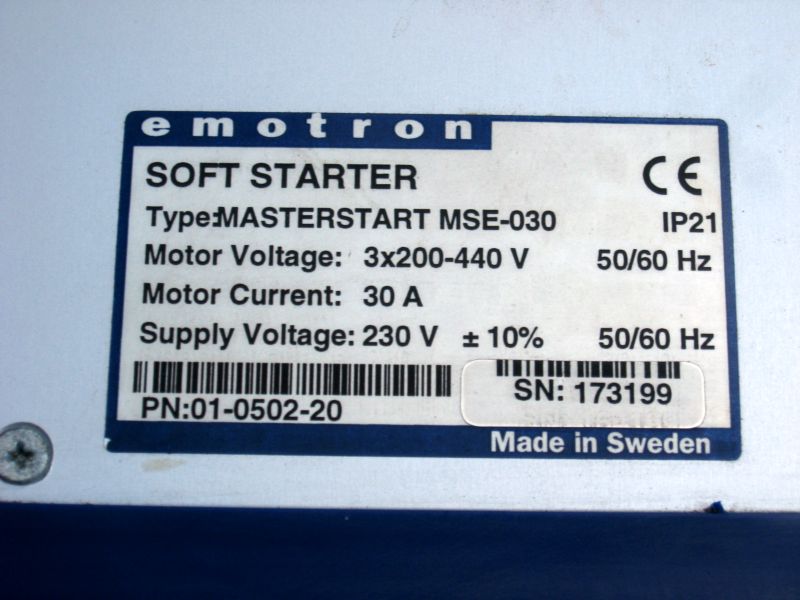 emotron
SOFT STARTER
Type:MASTERSTART MSE-030 IP21
Motor Voltage: 3x200-440 V 50/60 Hz
Motor Current: 30 A
Supply Voltage: 230 V ± 10% 50/60 Hz
PN:01-0502-20
SN: 173199
Made in Sweden